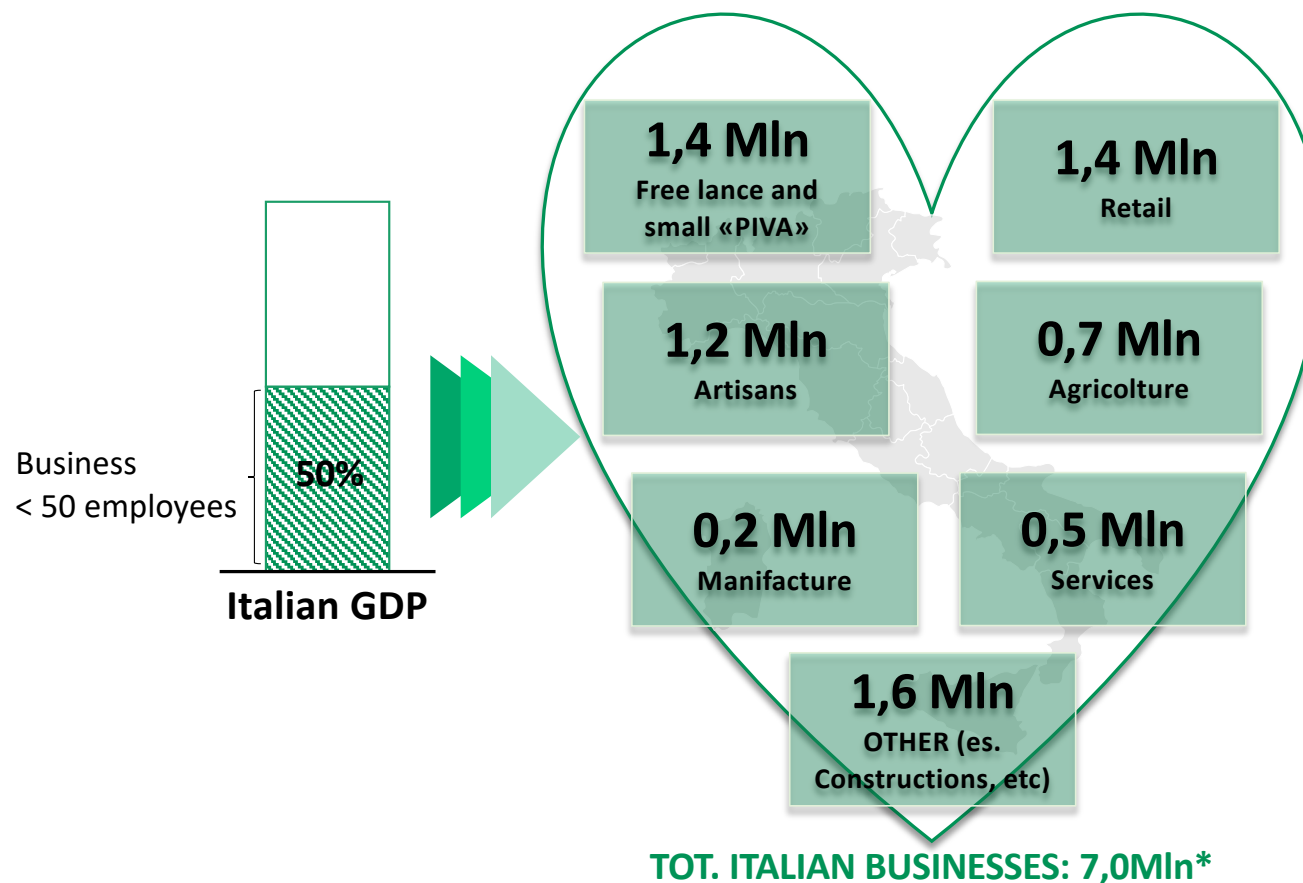 1,4 Mln
Free lance and
small «PIVA»
1,4 Mln
Retail
1,2 Mln
Artisans
0,7 Mln
Agricolture
Business
< 50 employees
50%
Italian GDP
0,2 Mln
Manifacture
0,5 Mln
Services
1,6 Mln
OTHER (es.
Constructions, etc)
TOT. ITALIAN BUSINESSES: 7,0Mln*